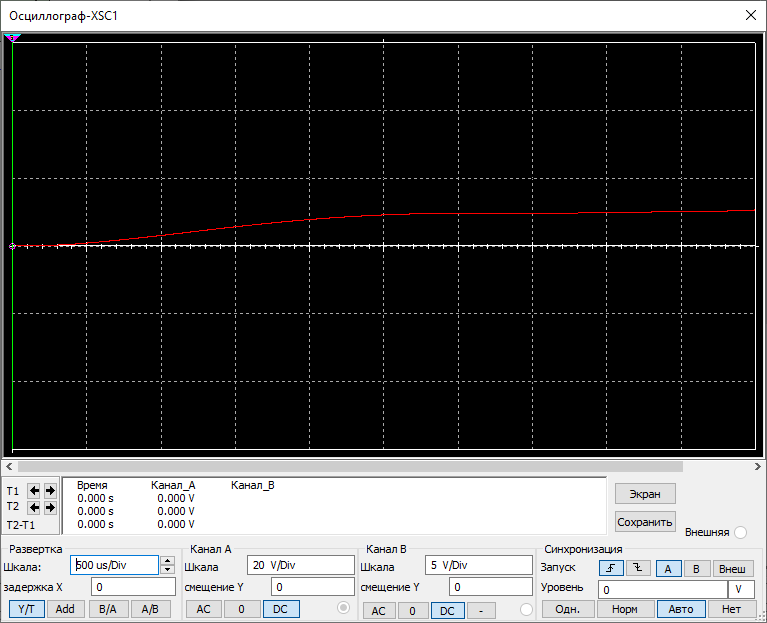 Осциллограф-XSC1
T1
T2
T2-T1
Время Канал_A Канал_B
0.000 s 0.000 V
0.000 s 0.000 V
0.000 s 0.000 V
Экран
Сохранить
Внешняя
Развертка
Шкала: 500 us/Div
задержка X 0
Y/T Add B/A A/B
Канал A
Шкала 20 V/Div
смещение Y 0
AC 0 DC
Канал B
Шкала 5 V/Div
смещение Y 0
AC 0 DC -
Синхронизация
Запуск A B Внеш
Уровень 0 V
Одн. Норм Авто Нет